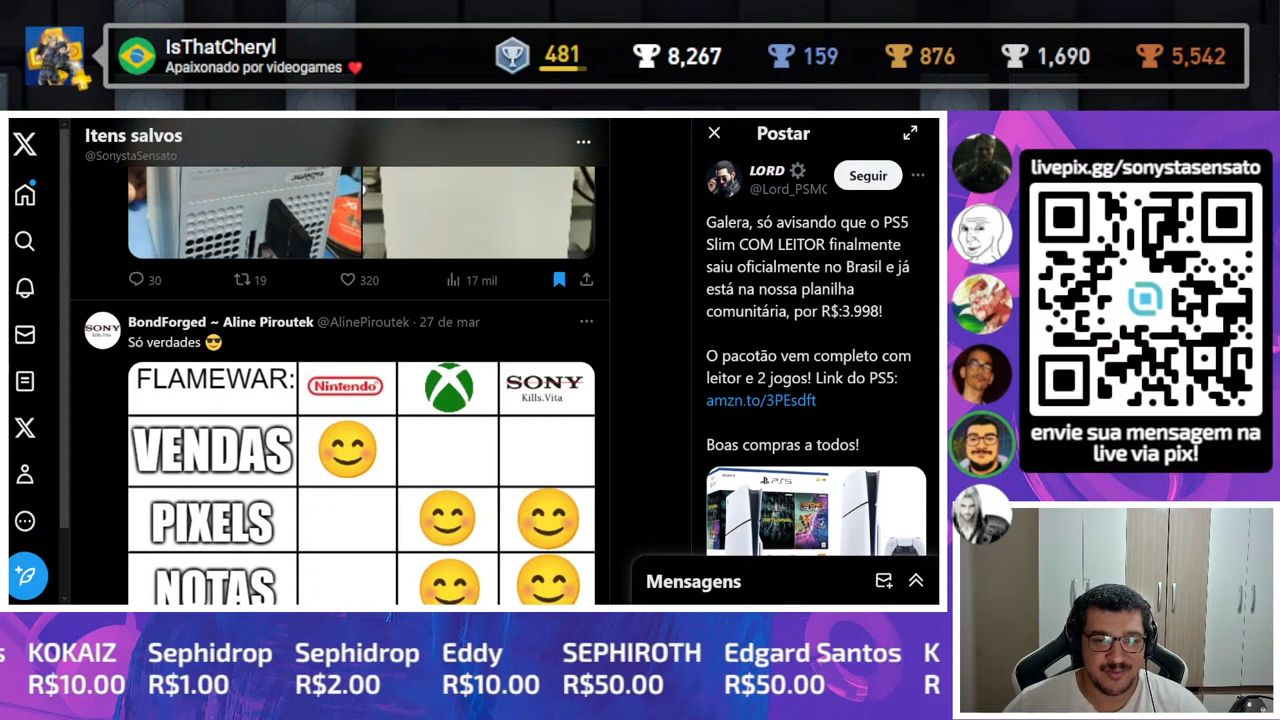 IsThatCheryl
Apaixonado por videogames ❤️
481
8,267
159
876
1,690
5,542
Itens salvos
@SonystaSensato
30
19
320
17 mil
BondForged ~ Aline Piroutek @AlinePiroutek · 27 de mar
Só verdades 😎
FLAMEWAR:
Nintendo
SONY
Kills.Vita
VENDAS
PIXELS
NOTAS
Postar
LORD
@Lord_PSMC
Seguir
Galera, só avisando que o PS5
Slim COM LEITOR finalmente
saiu oficialmente no Brasil e já
está na nossa planilha
comunitária, por R$:3.998!
O pacotão vem completo com
leitor e 2 jogos! Link do PS5:
amzn.to/3PEsdft
Boas compras a todos!
PS5
RETURNAL
Mensagens
livepix.gg/sonystasensato
envie sua mensagem na
live via pix!
KOKAIZ Sephidrop Sephidrop Eddy SEPHIROTH Edgard Santos K
R$10.00 R$1.00 R$2.00 R$10.00 R$50.00 R$50.00 R